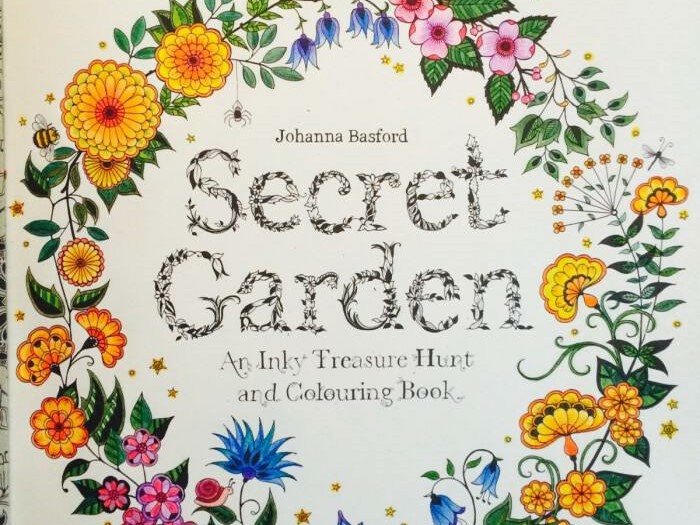 Johanna Basford
Secret
Garden
An Inky Treasure Hunt
and Colouring Book